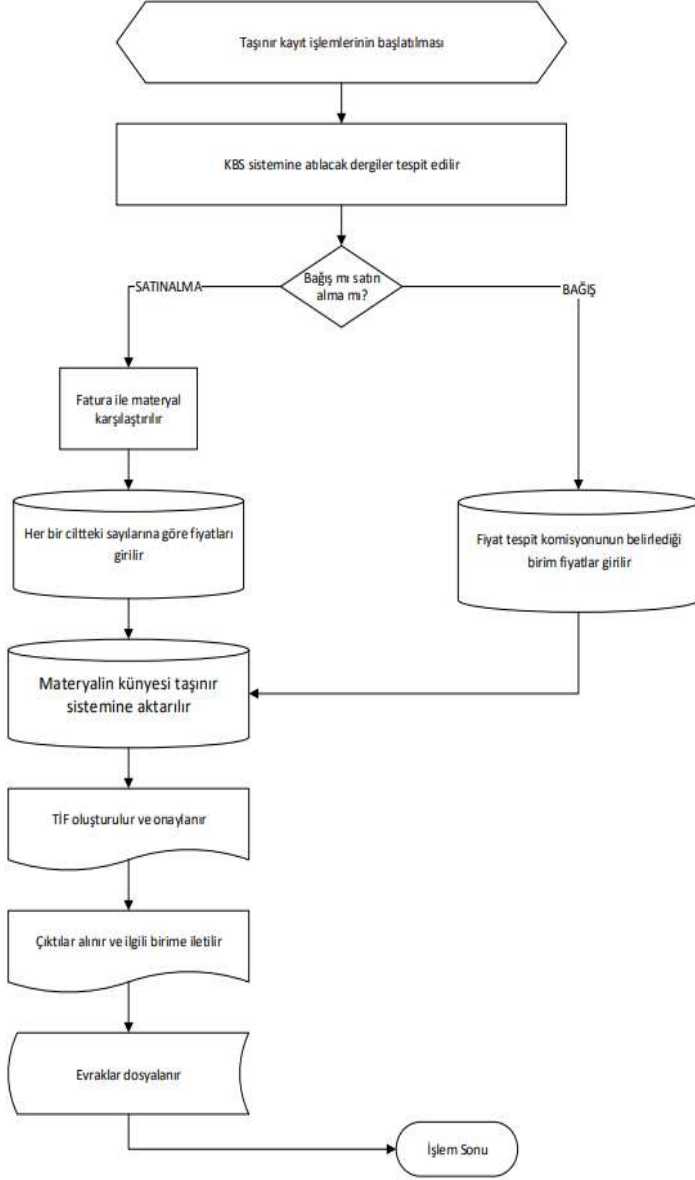 Taşınır kayıt işlemlerinin başlatılması
KBS sistemine atılacak dergiler tespit edilir
Bağış mı satın
alma mı?
SATINALMA
BAĞIŞ
Fatura ile materyal
karşılaştırılır
Her bir ciltteki sayılarına göre fiyatları
girilir
Fiyat tespit komisyonunun belirlediği
birim fiyatlar girilir
Materyalin künyesi taşınır
sistemine aktarılır
TİF oluşturulur ve onaylanır
Çıktılar alınır ve ilgili birime iletilir
Evraklar dosyalanır
İşlem Sonu